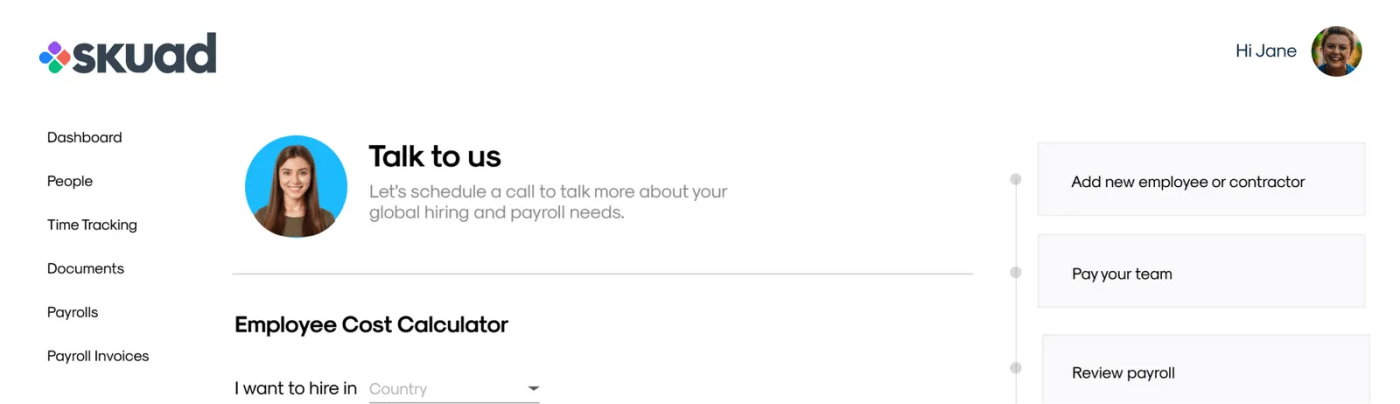 skuad
Hi Jane
Dashboard
People
Time Tracking
Documents
Payrolls
Payroll Invoices
Talk to us
Let's schedule a call to talk more about your
global hiring and payroll needs.
Employee Cost Calculator
I want to hire in Country
Add new employee or contractor
Pay your team
Review payroll